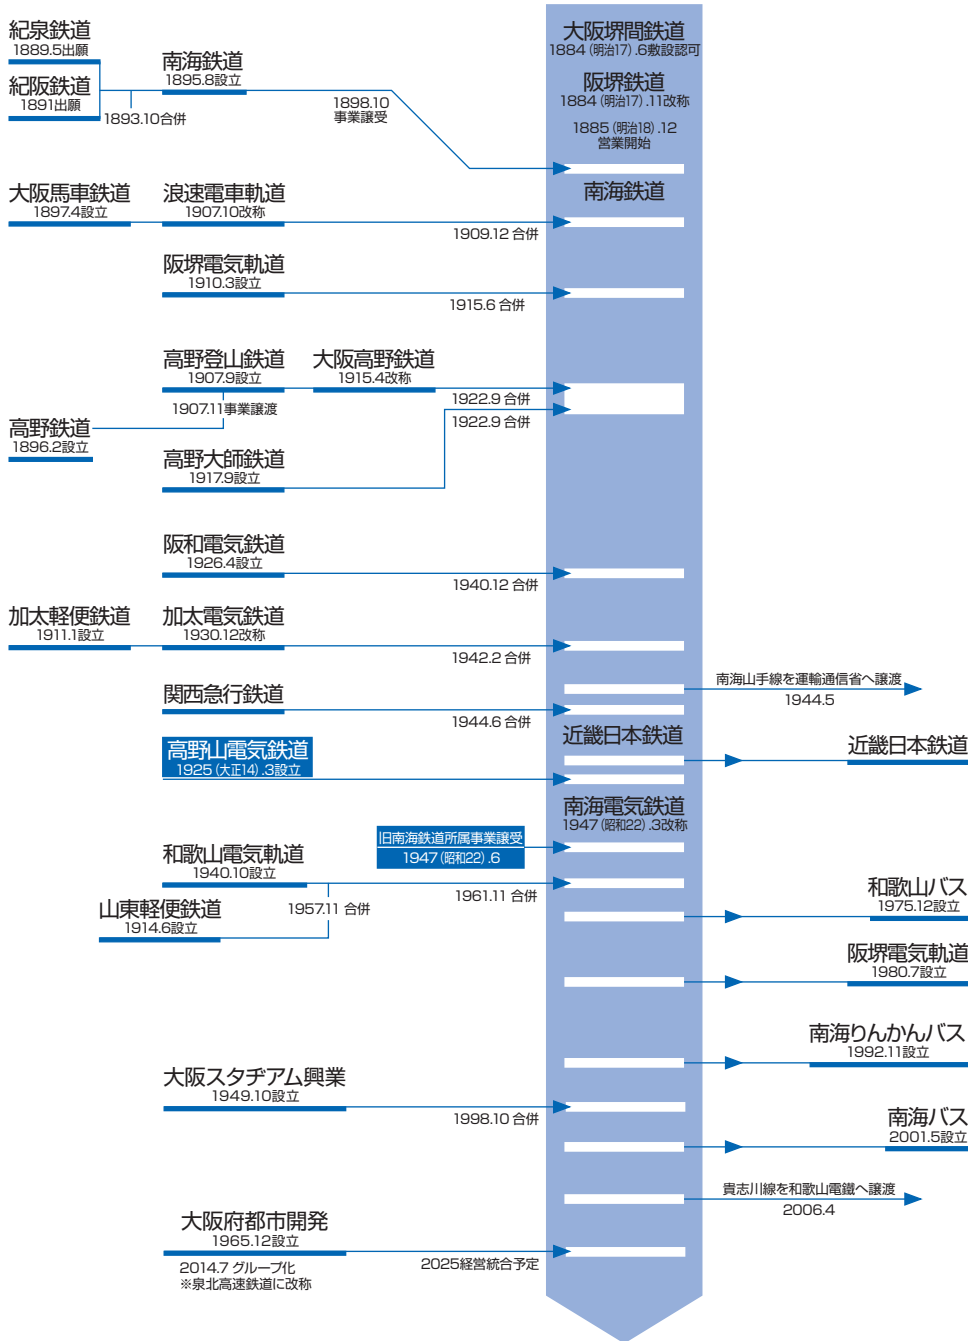 紀泉鉄道
1889.5出願
紀阪鉄道
1891出願
1893.10合併
南海鉄道
1895.8設立
1898.10
事業譲受
大阪堺間鉄道
1884(明治17).6敷設認可
阪堺鉄道
1884(明治17).11改称
1885(明治18).12
営業開始
南海鉄道
大阪馬車鉄道
1897.4設立
浪速電車軌道
1907.10改称
1909.12 合併
阪堺電気軌道
1910.3設立
1915.6 合併
高野登山鉄道
1907.9設立
大阪高野鉄道
1915.4改称
1922.9 合併
1907.11事業譲渡
1922.9 合併
高野鉄道
1896.2設立
高野大師鉄道
1917.9設立
阪和電気鉄道
1926.4設立
1940.12 合併
加太軽便鉄道
1911.1設立
加太電気鉄道
1930.12改称
1942.2 合併
南海山手線を運輸通信省へ譲渡
1944.5
関西急行鉄道
1944.6 合併
近畿日本鉄道
近畿日本鉄道
高野山電気鉄道
1925(大正14).3設立
南海電気鉄道
1947(昭和22).3改称
旧南海鉄道所属事業譲受
1947(昭和22).6
和歌山電気軌道
1940.10設立
1961.11 合併
1957.11 合併
山東軽便鉄道
1914.6設立
和歌山バス
1975.12設立
阪堺電気軌道
1980.7設立
南海りんかんバス
1992.11設立
大阪スタヂアム興業
1949.10設立
1998.10 合併
南海バス
2001.5設立
貴志川線を和歌山電鐵へ譲渡
2006.4
大阪府都市開発
1965.12設立
2014.7 グループ化
※泉北高速鉄道に改称
2025経営統合予定